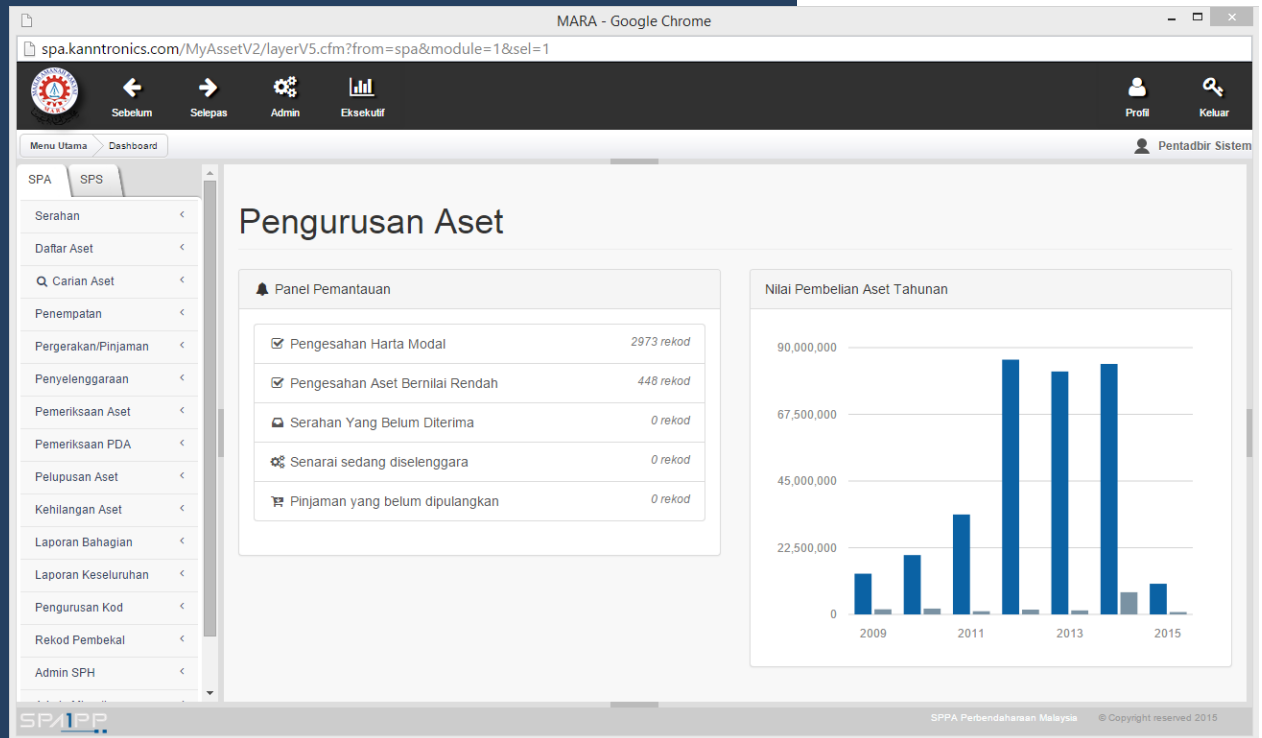 MARA - Google Chrome
spa.kanntronics.com/MyAssetV2/layerV5.cfm?from=spa&module=1&sel=1
Sebelum Selepas Admin Eksekutif Profil Keluar
Menu Utama Dashboard Pentadbir Sistem
SPA SPS
Serahan
Daftar Aset
Carian Aset
Penempatan
Pergerakan/Pinjaman
Penyelenggaraan
Pemeriksaan Aset
Pemeriksaan PDA
Pelupusan Aset
Kehilangan Aset
Laporan Bahagian
Laporan Keseluruhan
Pengurusan Kod
Rekod Pembekal
Admin SPH
Pengurusan Aset
Panel Pemantauan
Pengesahan Harta Modal 2973 rekod
Pengesahan Aset Bernilai Rendah 448 rekod
Serahan Yang Belum Diterima 0 rekod
Senarai sedang diselenggara 0 rekod
Pinjaman yang belum dipulangkan 0 rekod
Nilai Pembelian Aset Tahunan
90,000,000
67,500,000
45,000,000
22,500,000
0
2009 2011 2013 2015
SPA1PP
SPPA Perbendaharaan Malaysia © Copyright reserved 2015